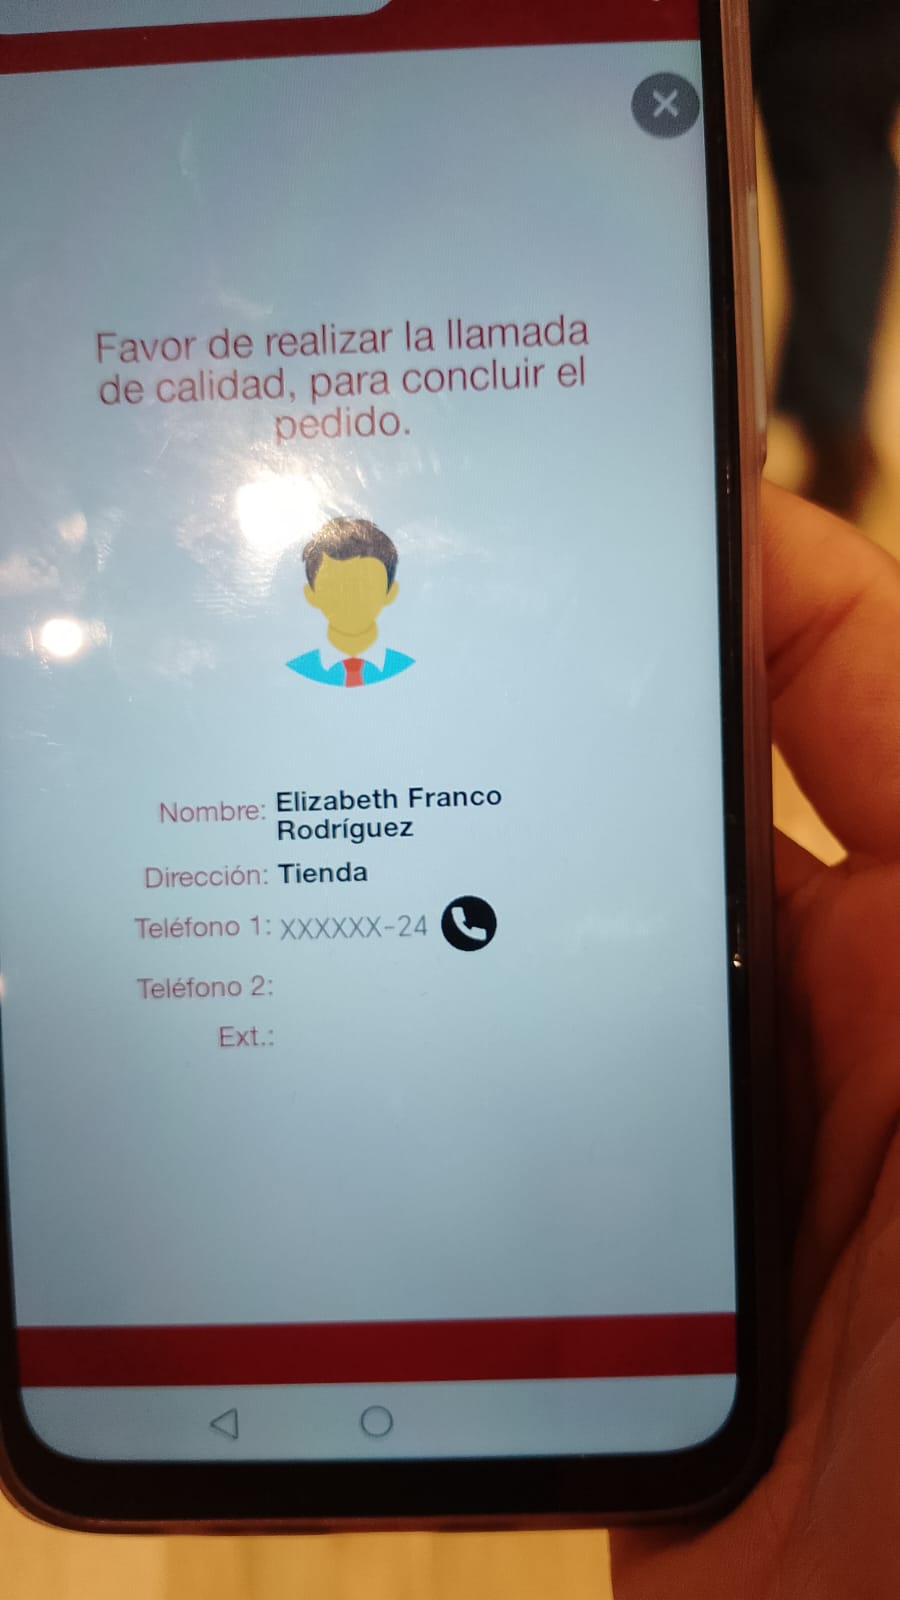 Favor de realizar la llamada
de calidad, para concluir el
pedido.
Nombre: Elizabeth Franco
Rodríguez
Dirección: Tienda
Teléfono 1: XXXXXX-24
Teléfono 2:
Ext.: